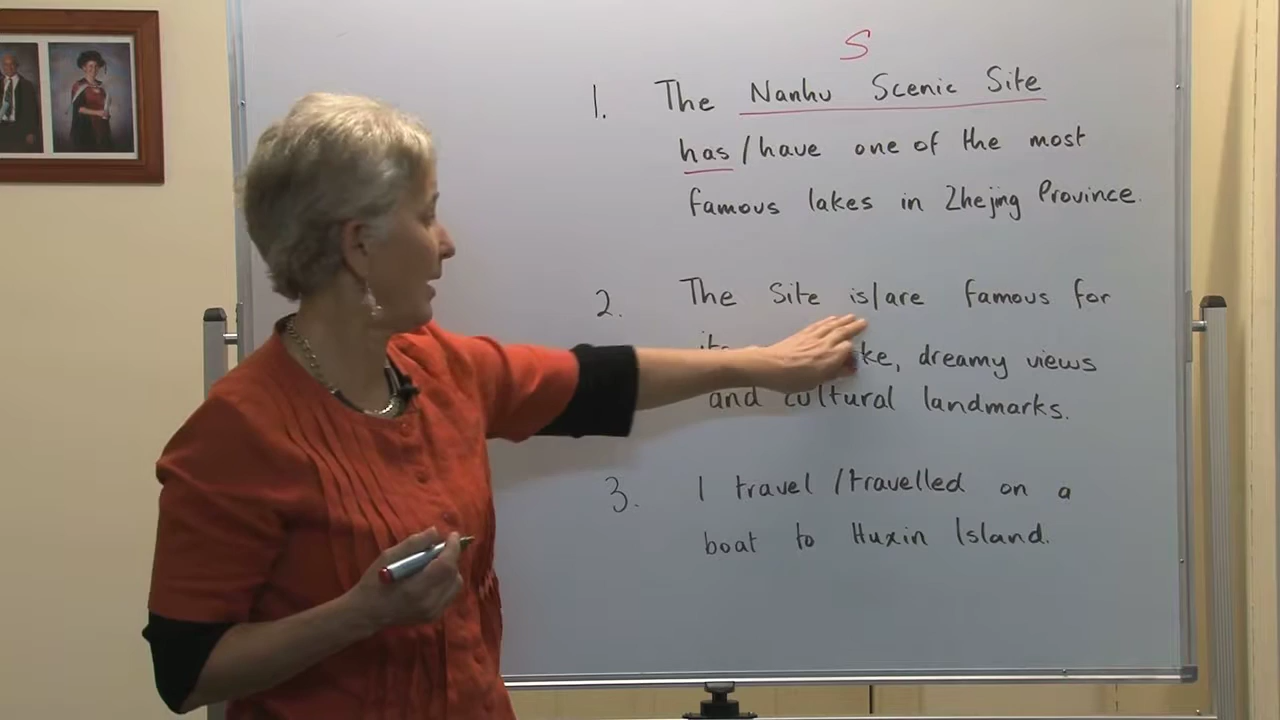 S
1. The Nanhu Scenic Site
has/have one of the most
famous lakes in Zhejing Province.
2. The Site is/are famous for
dreamy views
and cultural landmarks.
3. I travel/travelled on a
boat to Huxin Island.